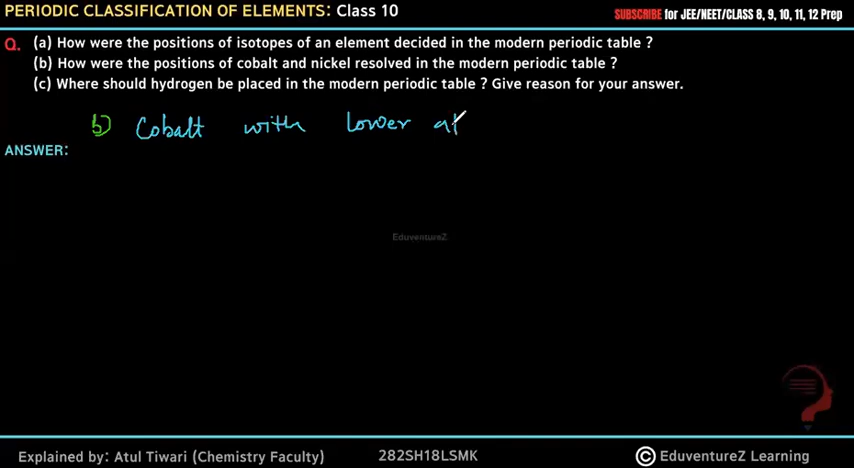 PERIODIC CLASSIFICATION OF ELEMENTS: Class 10
SUBSCRIBE for JEE/NEET/CLASS 8, 9, 10, 11, 12 Prep
Q. (a) How were the positions of isotopes of an element decided in the modern periodic table ?
(b) How were the positions of cobalt and nickel resolved in the modern periodic table ?
(c) Where should hydrogen be placed in the modern periodic table ? Give reason for your answer.
b) Cobalt with lower at
ANSWER:
EduventureZ
Explained by: Atul Tiwari (Chemistry Faculty)
282SH18LSMK
© EduventureZ Learning